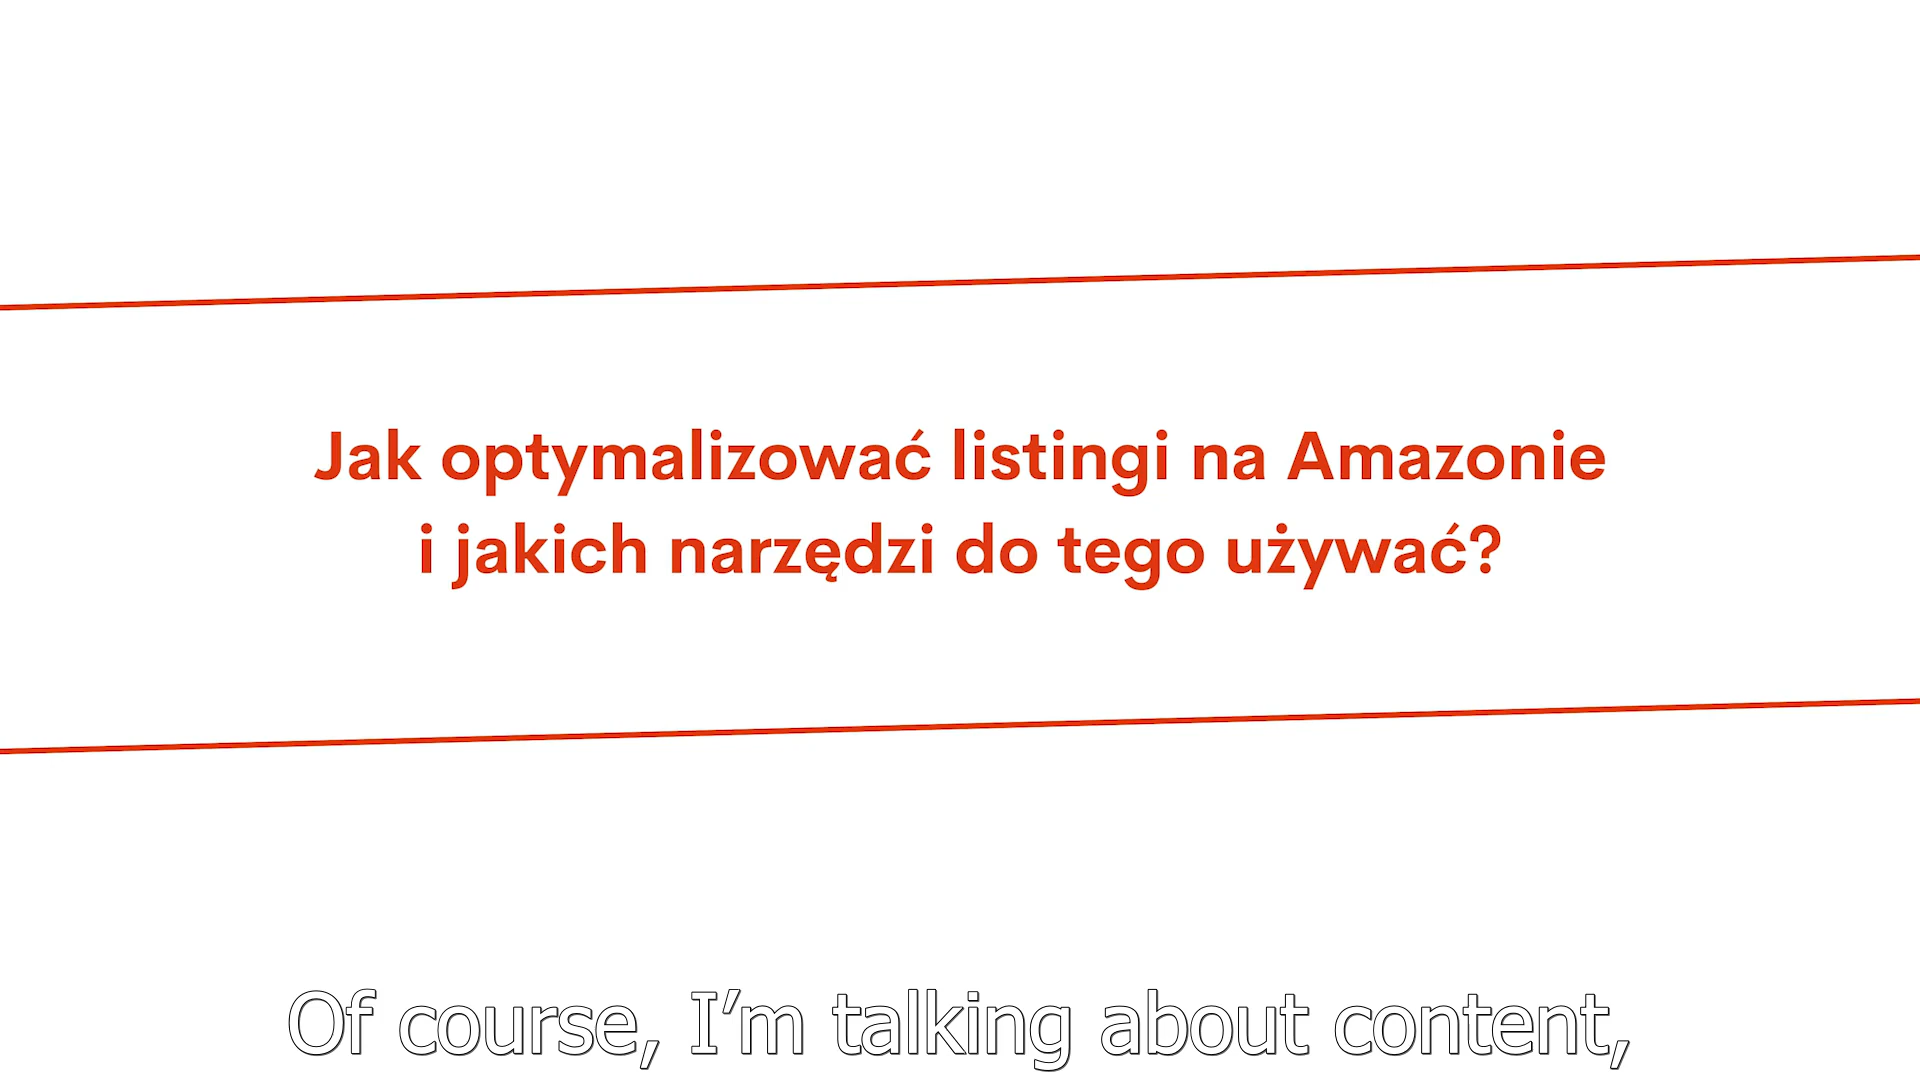 Jak optymalizować listingi na Amazonie
i jakich narzędzi do tego używać?
Of course, I’m talking about content,